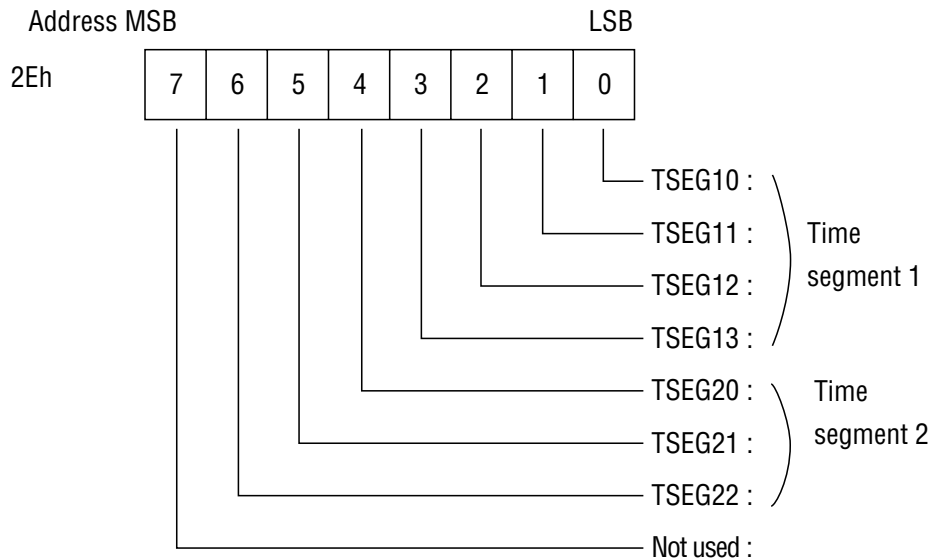 Address MSB LSB
2Eh 7 6 5 4 3 2 1 0
TSEG10 :
TSEG11 :
TSEG12 :
TSEG13 :
Time
segment 1
TSEG20 :
TSEG21 :
TSEG22 :
Time
segment 2
Not used :